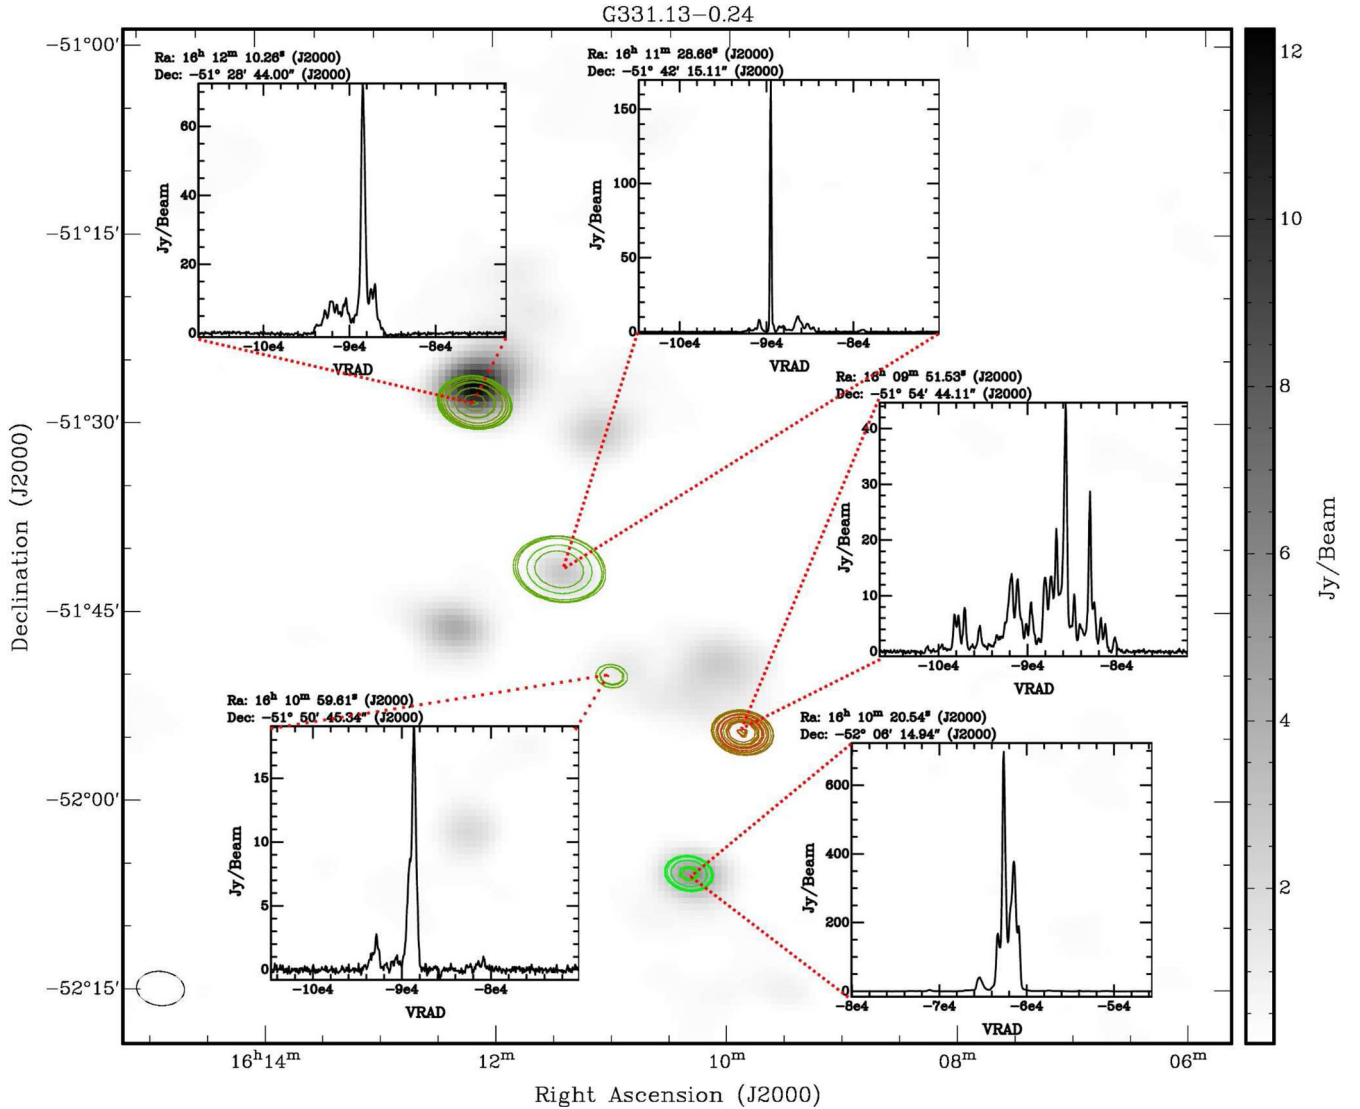 G331.13−0.24
−51°00′
Ra: 16ʰ 12ᵐ 10.26ˢ (J2000)
Dec: −51° 28′ 44.00″ (J2000)
60
40
20
0
Jy/Beam
−10e4 −9e4 −8e4
VRAD
Ra: 16ʰ 11ᵐ 28.66ˢ (J2000)
Dec: −51° 42′ 15.11″ (J2000)
150
100
50
0
Jy/Beam
−10e4 −9e4 −8e4
VRAD
−51°15′
−51°30′
Ra: 16ʰ 09ᵐ 51.53ˢ (J2000)
Dec: −51° 54′ 44.11″ (J2000)
40
30
20
10
0
Jy/Beam
−10e4 −9e4 −8e4
VRAD
−51°45′
Ra: 16ʰ 10ᵐ 59.61ˢ (J2000)
Dec: −51° 50′ 45.34″ (J2000)
15
10
5
0
Jy/Beam
−10e4 −9e4 −8e4
VRAD
Ra: 16ʰ 10ᵐ 20.54ˢ (J2000)
Dec: −52° 06′ 14.94″ (J2000)
600
400
200
0
Jy/Beam
−8e4 −7e4 −6e4 −5e4
VRAD
−52°00′
−52°15′
Declination (J2000)
16ʰ14ᵐ 12ᵐ 10ᵐ 08ᵐ 06ᵐ
Right Ascension (J2000)
12
10
8
6
4
2
Jy/Beam